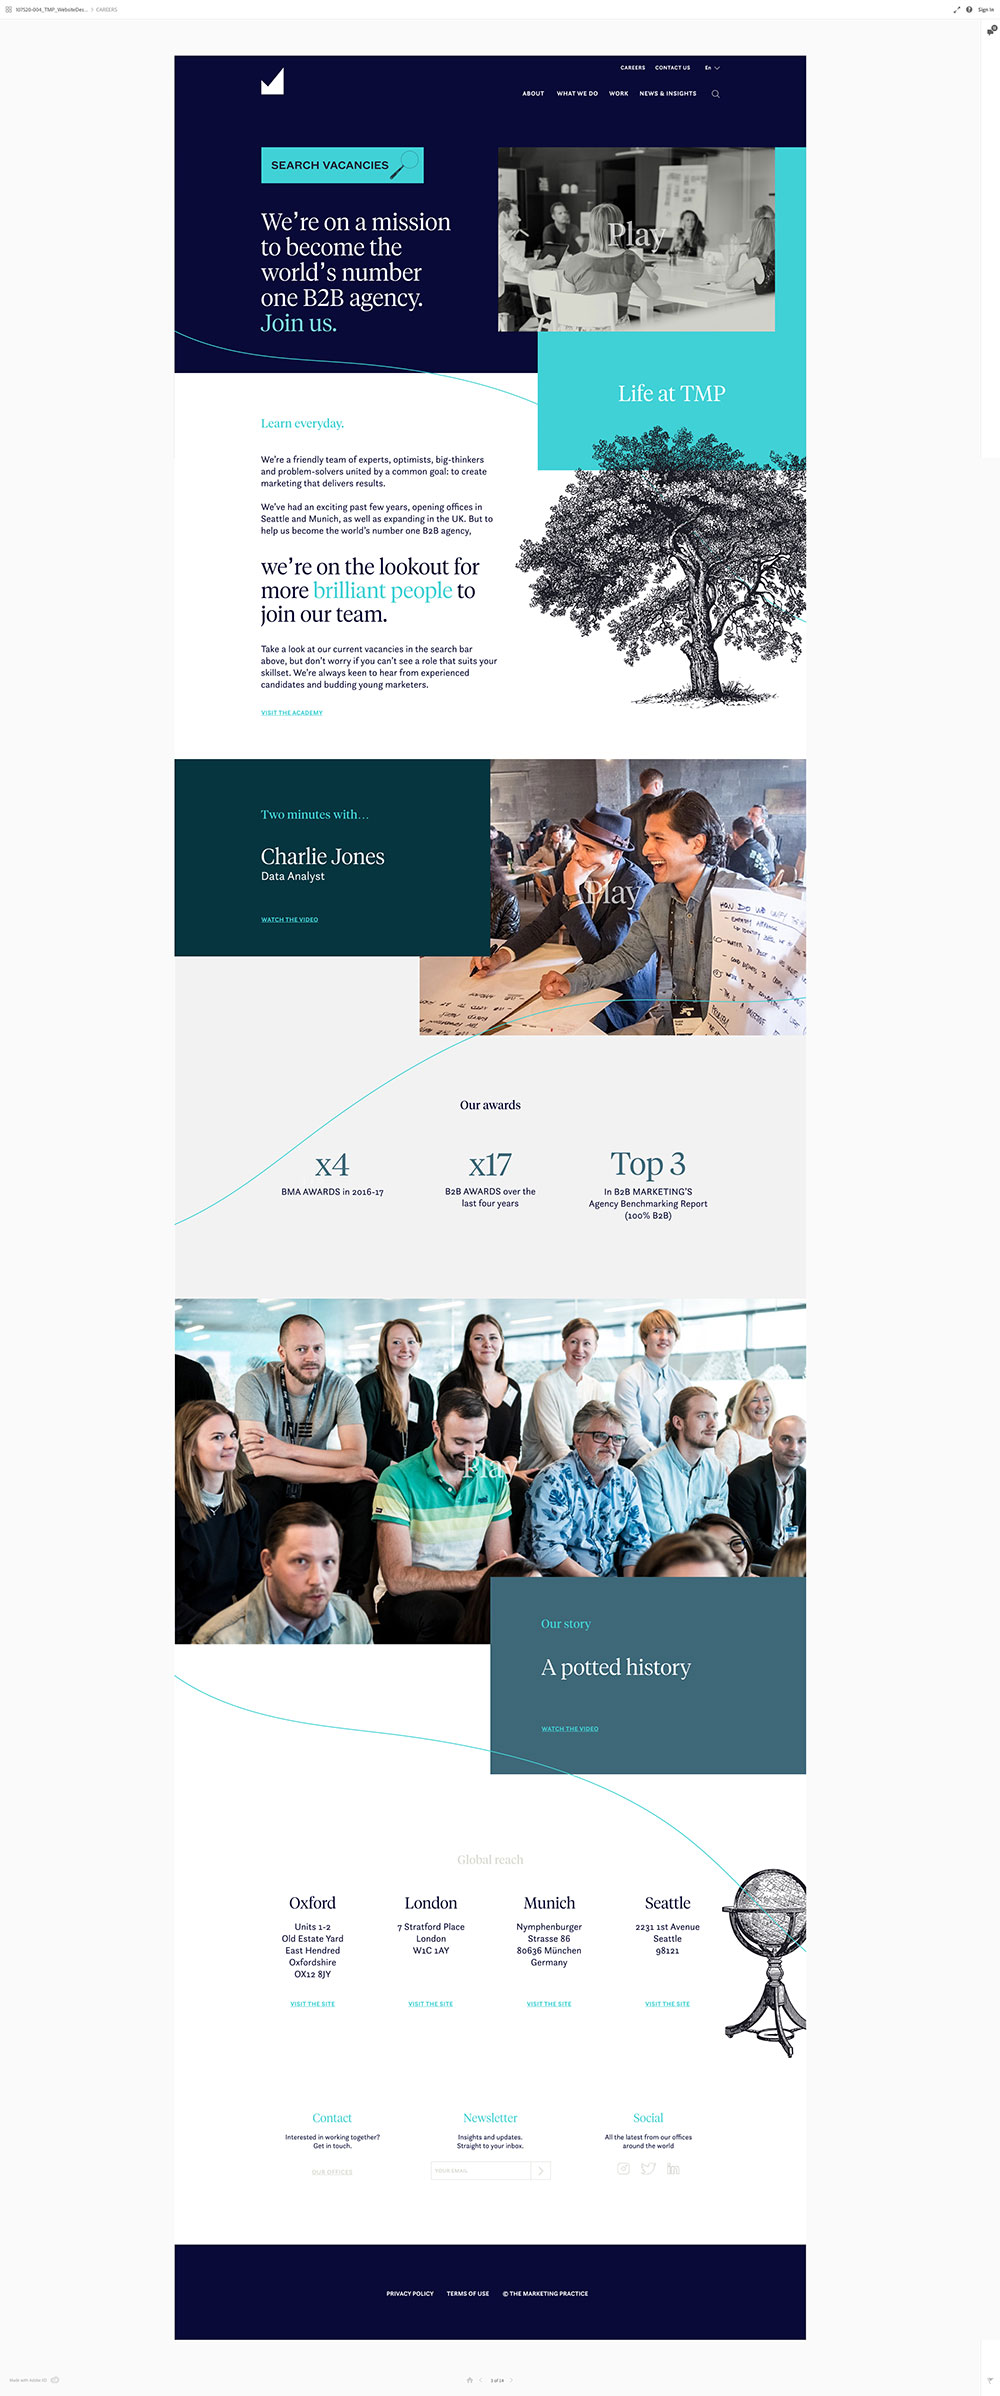 107520-004_TMP_WebsiteDes... > CAREERS
Sign In
CAREERS CONTACT US En
ABOUT WHAT WE DO WORK NEWS & INSIGHTS
SEARCH VACANCIES
We're on a mission
to become the
world's number
one B2B agency.
Join us.
Play
Life at TMP
Learn everyday.
We're a friendly team of experts, optimists, big-thinkers
and problem-solvers united by a common goal: to create
marketing that delivers results.
We've had an exciting past few years, opening offices in
Seattle and Munich, as well as expanding in the UK. But to
help us become the world's number one B2B agency,
we're on the lookout for
more brilliant people to
join our team.
Take a look at our current vacancies in the search bar
above, but don't worry if you can't see a role that suits your
skillset. We're always keen to hear from experienced
candidates and budding young marketers.
VISIT THE ACADEMY
Two minutes with...
Charlie Jones
Data Analyst
WATCH THE VIDEO
Play
HOW DO WE UNIFY
Our awards
x4
BMA AWARDS in 2016-17
x17
B2B AWARDS over the
last four years
Top 3
In B2B MARKETING'S
Agency Benchmarking Report
(100% B2B)
Play
Our story
A potted history
WATCH THE VIDEO
Global reach
Oxford
Units 1-2
Old Estate Yard
East Hendred
Oxfordshire
OX12 8JY
VISIT THE SITE
London
7 Stratford Place
London
W1C 1AY
VISIT THE SITE
Munich
Nymphenburger
Strasse 86
80636 München
Germany
VISIT THE SITE
Seattle
2231 1st Avenue
Seattle
98121
VISIT THE SITE
Contact
Interested in working together?
Get in touch.
OUR OFFICES
Newsletter
Insights and updates.
Straight to your inbox.
YOUR EMAIL
Social
All the latest from our offices
around the world
PRIVACY POLICY TERMS OF USE © THE MARKETING PRACTICE
Made with Adobe XD